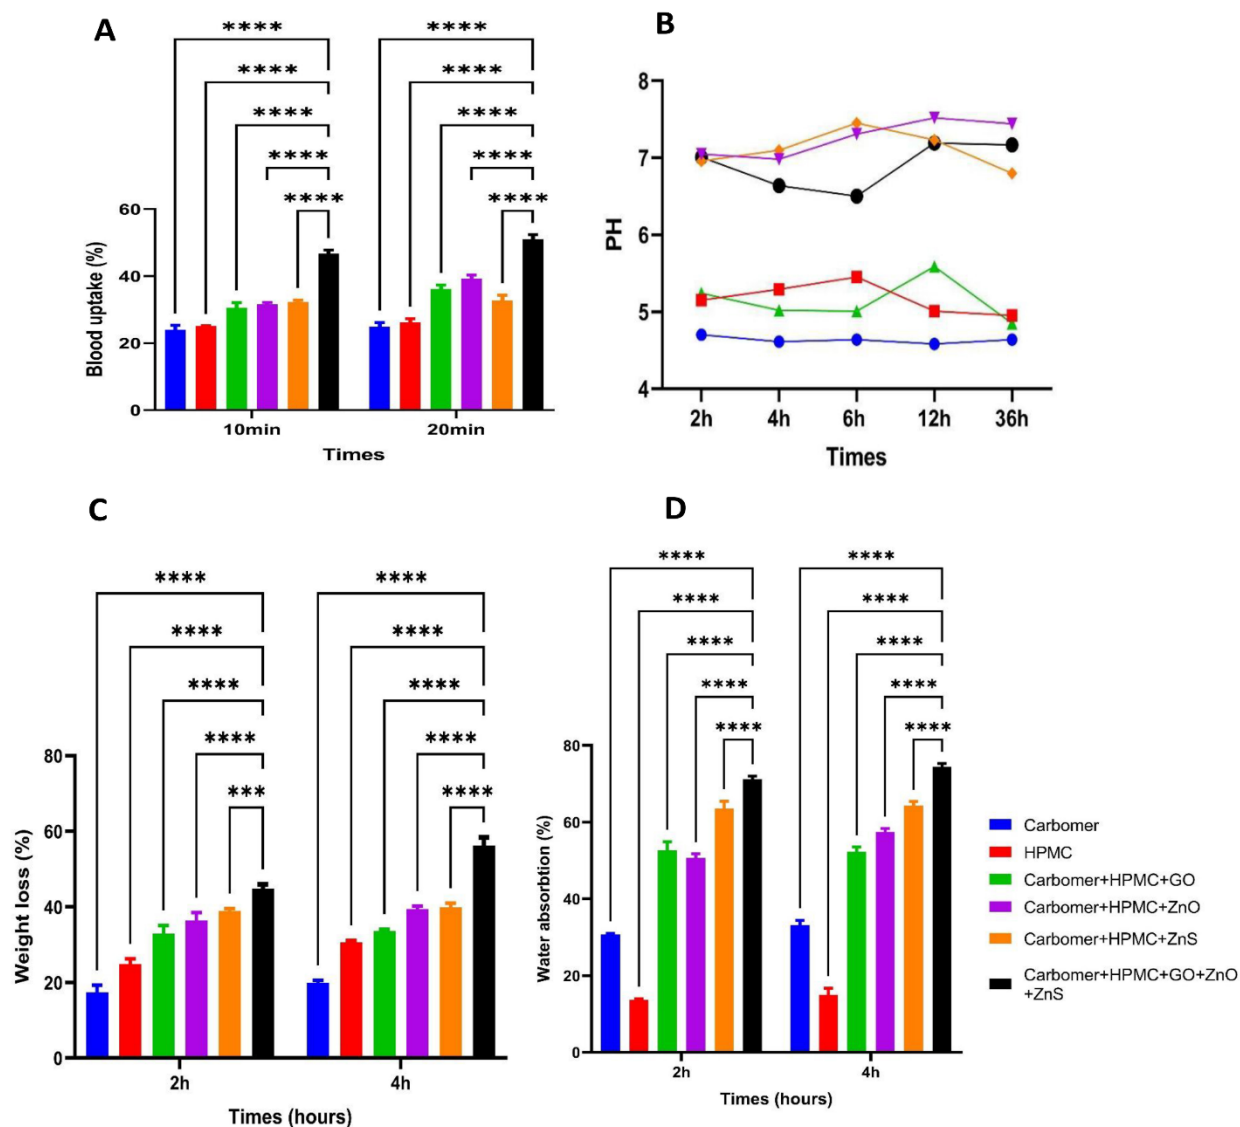 A
****
****
****
****
****
****
****
****
****
****
60
40
20
0
Blood uptake (%)
10min
20min
Times
B
8
7
6
5
4
PH
2h
4h
6h
12h
36h
Times
C
****
****
****
****
***
****
****
****
****
****
80
60
40
20
0
Weight loss (%)
2h
4h
Times (hours)
D
****
****
****
****
****
****
****
****
****
****
80
60
40
20
0
Water absorbtion (%)
2h
4h
Times (hours)
Carbomer
HPMC
Carbomer+HPMC+GO
Carbomer+HPMC+ZnO
Carbomer+HPMC+ZnS
Carbomer+HPMC+GO+ZnO
+ZnS